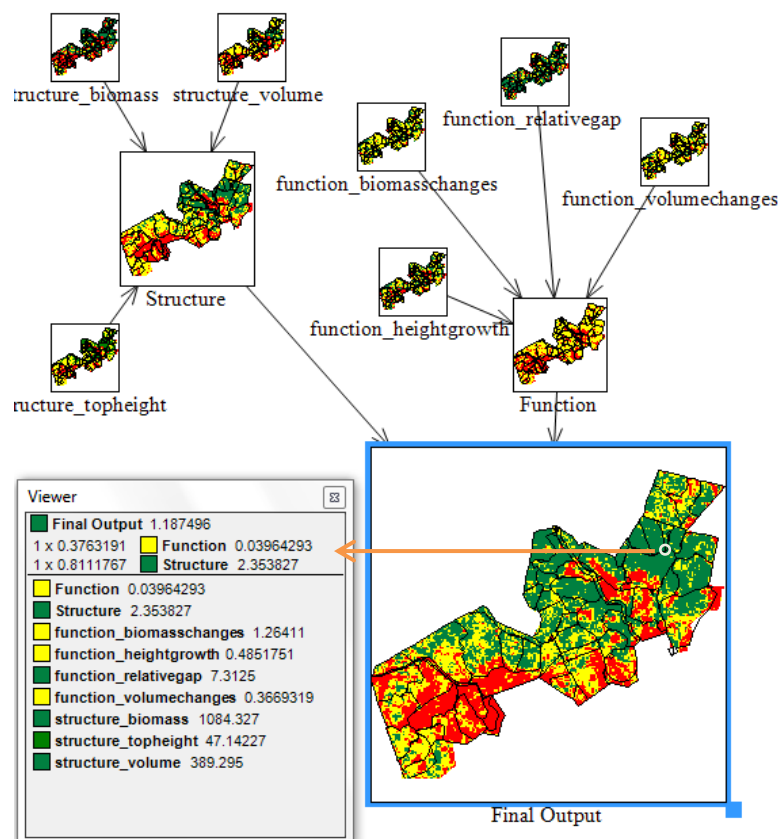 tructure_biomass
structure_volume
function_relativegap
function_biomasschanges
function_volumechanges
Structure
function_heightgrowth
tructure_topheight
Function
Viewer
Final Output 1.187496
1 x 0.3763191 Function 0.03964293
1 x 0.8111767 Structure 2.353827
Function 0.03964293
Structure 2.353827
function_biomasschanges 1.26411
function_heightgrowth 0.4851751
function_relativegap 7.3125
function_volumechanges 0.3669319
structure_biomass 1084.327
structure_topheight 47.14227
structure_volume 389.295
Final Output